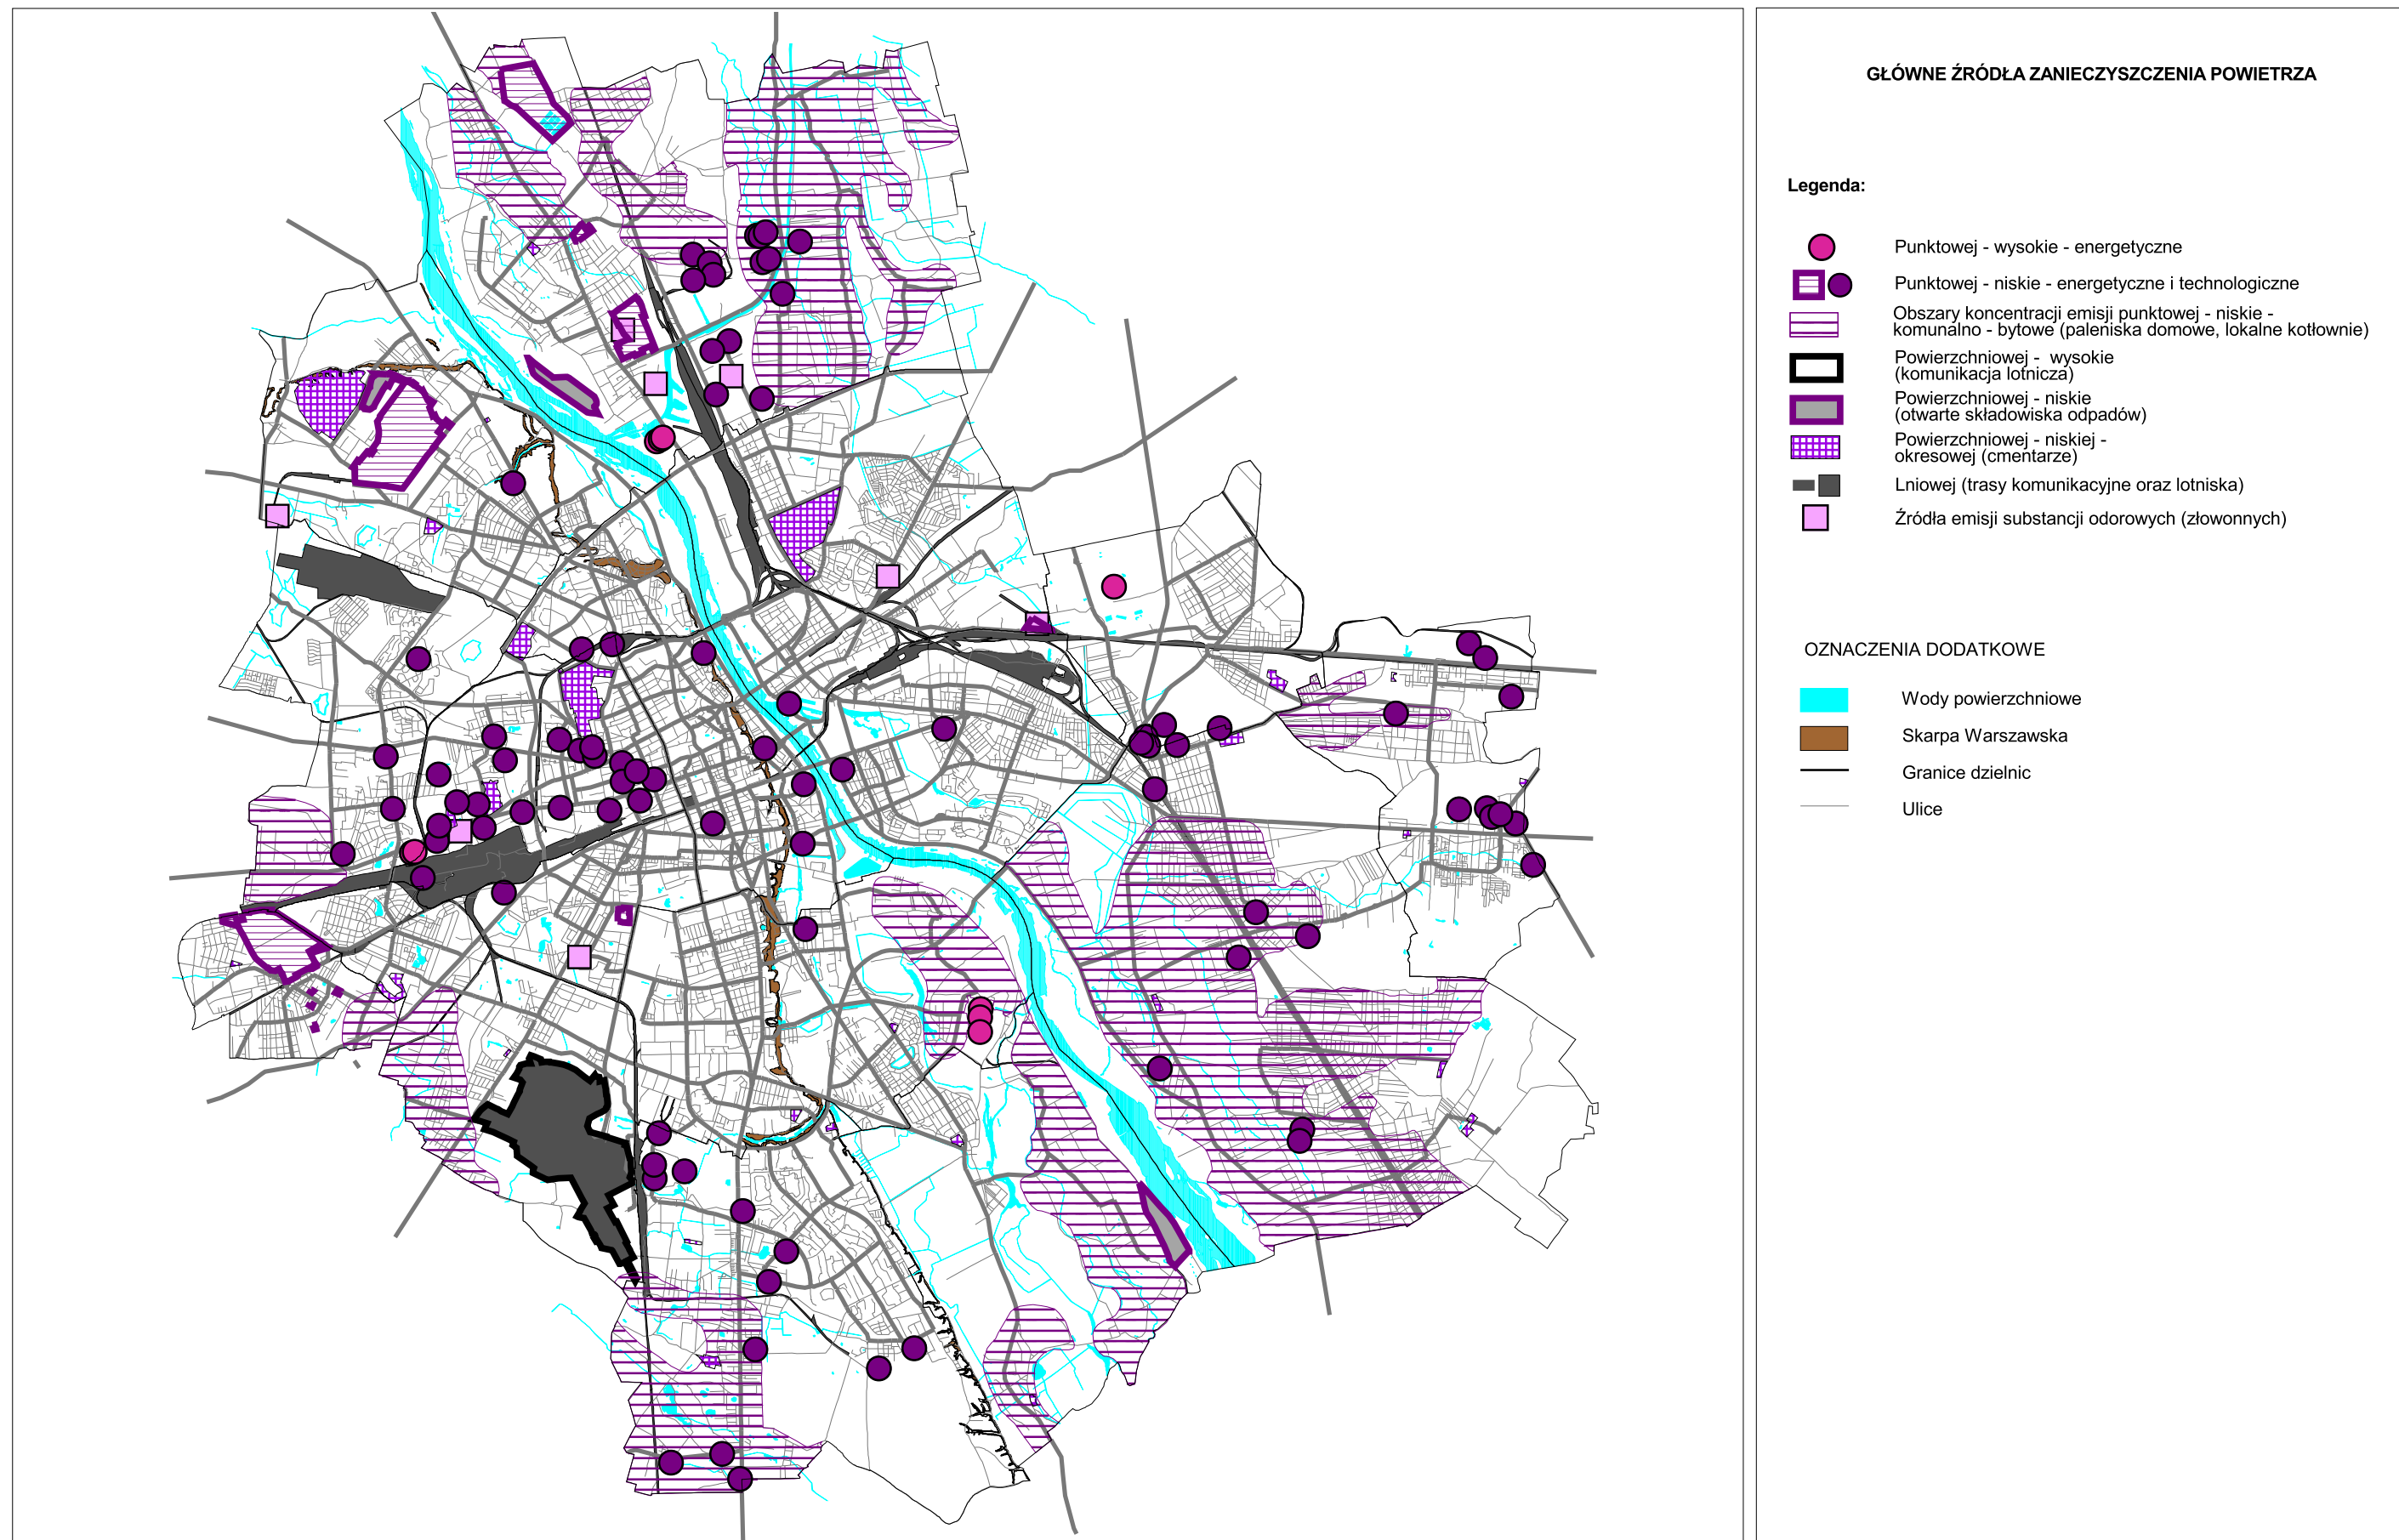 GŁÓWNE ŹRÓDŁA ZANIECZYSZCZENIA POWIETRZA
Legenda:
Punktowej - wysokie - energetyczne
Punktowej - niskie - energetyczne i technologiczne
Obszary koncentracji emisji punktowej - niskie -
komunalno - bytowe (paleniska domowe, lokalne kotłownie)
Powierzchniowej - wysokie
(komunikacja lotnicza)
Powierzchniowej - niskie
(otwarte składowiska odpadów)
Powierzchniowej - niskiej -
okresowej (cmentarze)
Lniowej (trasy komunikacyjne oraz lotniska)
Źródła emisji substancji odorowych (złowonnych)
OZNACZENIA DODATKOWE
Wody powierzchniowe
Skarpa Warszawska
Granice dzielnic
Ulice